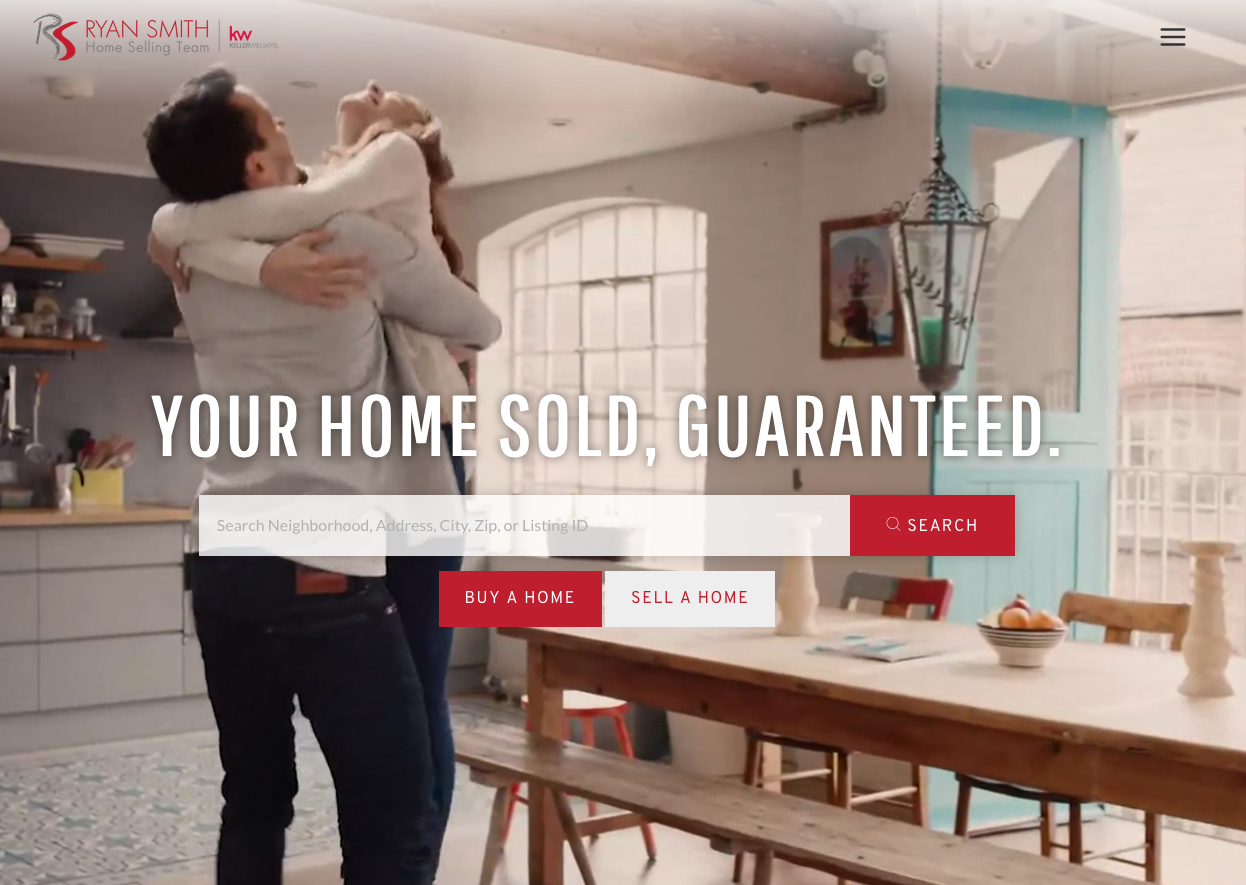 RYAN SMITH
Home Selling Team
kw
KELLERWILLIAMS.
YOUR HOME SOLD, GUARANTEED.
Search Neighborhood, Address, City, Zip, or Listing ID
SEARCH
BUY A HOME
SELL A HOME